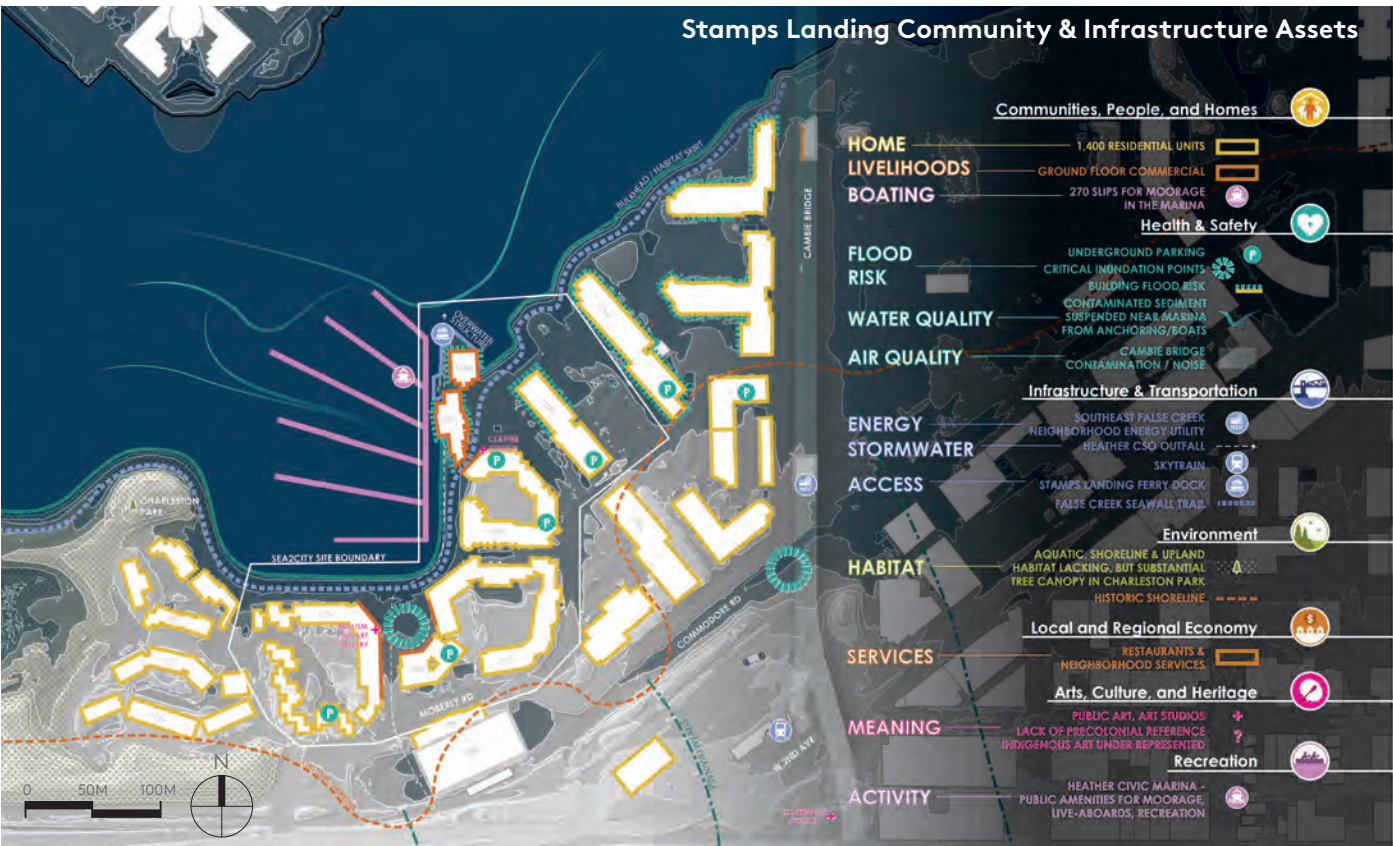 Stamps Landing Community & Infrastructure Assets
Communities, People, and Homes
HOME
1,400 RESIDENTIAL UNITS
LIVELIHOODS
GROUND FLOOR COMMERCIAL
BOATING
270 SLIPS FOR MOORAGE
IN THE MARINA
Health & Safety
FLOOD
RISK
UNDERGROUND PARKING
P
CRITICAL INUNDATION POINTS
BUILDING FLOOD RISK
WATER QUALITY
CONTAMINATED SEDIMENT
SUSPENDED NEAR MARINA
FROM ANCHORING/BOATS
AIR QUALITY
CAMBIE BRIDGE
CONTAMINATION / NOISE
Infrastructure & Transportation
ENERGY
SOUTHEAST FALSE CREEK
NEIGHBORHOOD ENERGY UTILITY
STORMWATER
HEATHER CSO OUTFALL
SKYTRAIN
ACCESS
STAMPS LANDING FERRY DOCK
FALSE CREEK SEAWALL TRAIL
Environment
HABITAT
AQUATIC, SHORELINE & UPLAND
HABITAT LACKING, BUT SUBSTANTIAL
TREE CANOPY IN CHARLESTON PARK
HISTORIC SHORELINE
Local and Regional Economy
SERVICES
RESTAURANTS &
NEIGHBORHOOD SERVICES
Arts, Culture, and Heritage
MEANING
PUBLIC ART, ART STUDIOS
LACK OF PRECOLONIAL REFERENCE
?
INDIGENOUS ART UNDER REPRESENTED
Recreation
ACTIVITY
HEATHER CIVIC MARINA -
PUBLIC AMENITIES FOR MOORAGE,
LIVE-ABOARDS, RECREATION
BULKHEAD / HABITAT SKIRT
CAMBIE BRIDGE
OVERWATER
STRUCTURE
P
P
P
P
P
P
P
CHARLESTON
PARK
SEA2CITY SITE BOUNDARY
COMMODORE RD
MOBERLY RD
W. 2ND AVE
N
0 50M 100M